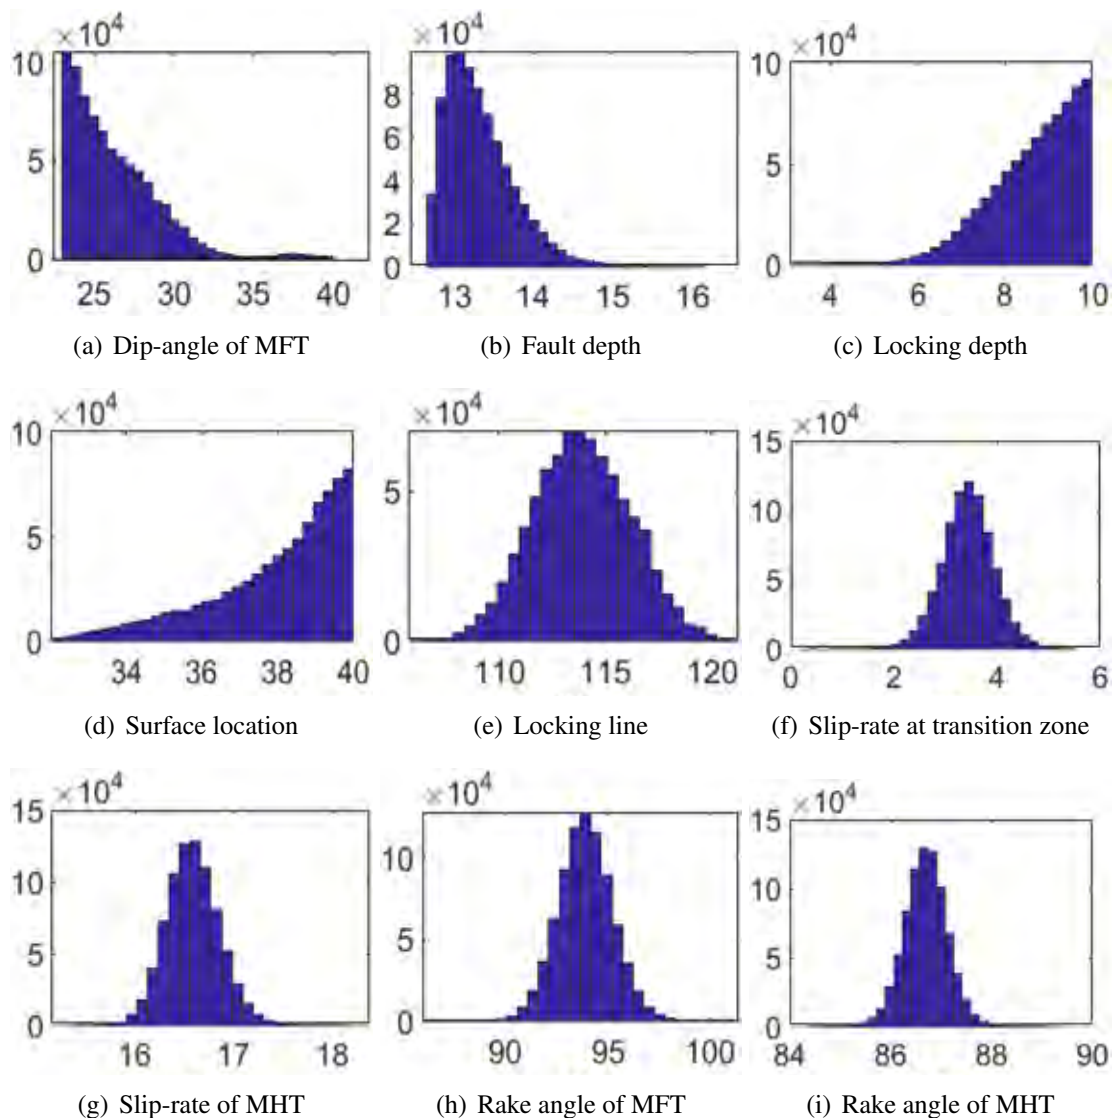 ×10⁴ ×10⁴ ×10⁴
10 5 0
8 6 4 2 0
10 5 0
25 30 35 40
13 14 15 16
4 6 8 10
(a) Dip-angle of MFT
(b) Fault depth
(c) Locking depth
×10⁴ ×10⁴ ×10⁴
10 5 0
5 0
15 10 5 0
34 36 38 40
110 115 120
0 2 4 6
(d) Surface location
(e) Locking line
(f) Slip-rate at transition zone
×10⁴ ×10⁴ ×10⁴
15 10 5 0
10 5 0
15 10 5 0
16 17 18
90 95 100
84 86 88 90
(g) Slip-rate of MHT
(h) Rake angle of MFT
(i) Rake angle of MHT